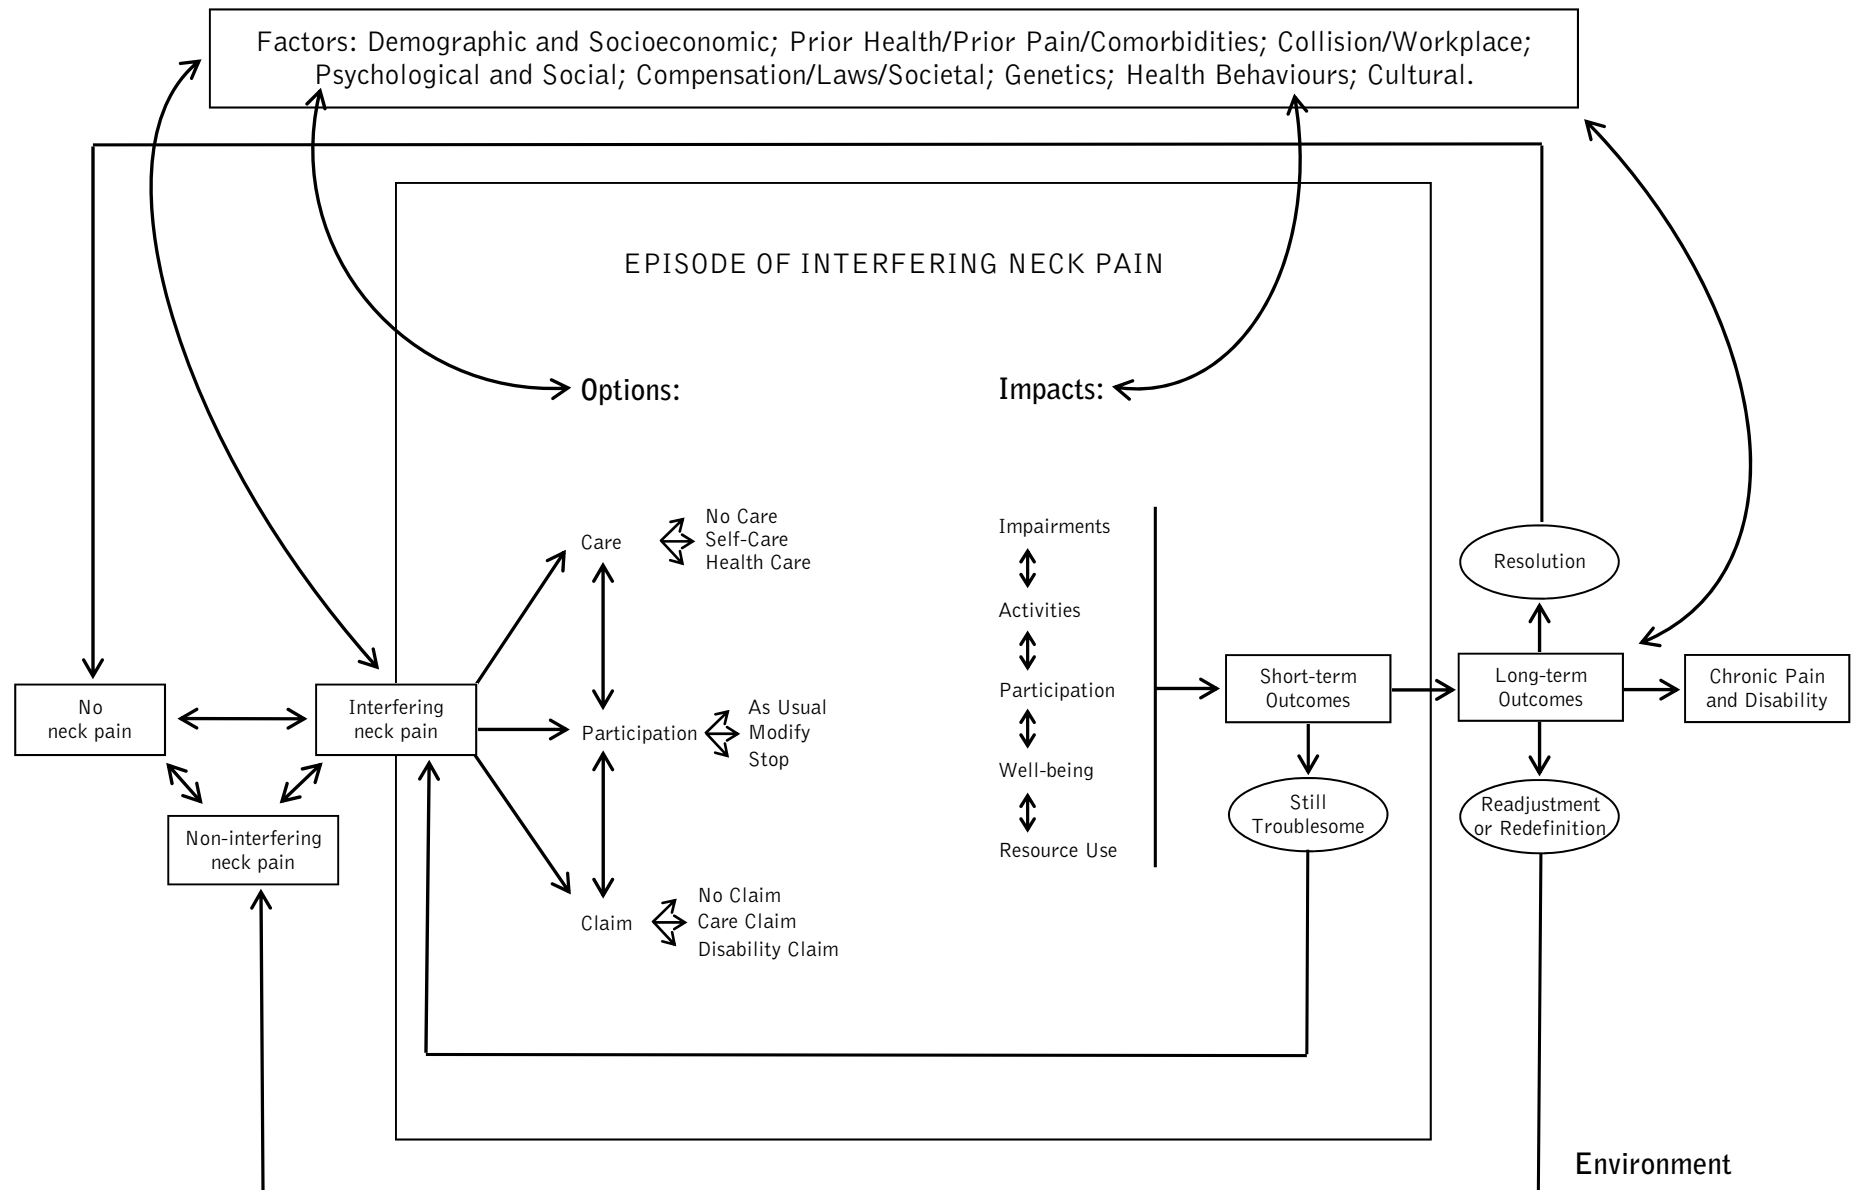 Factors: Demographic and Socioeconomic; Prior Health/Prior Pain/Comorbidities; Collision/Workplace;
Psychological and Social; Compensation/Laws/Societal; Genetics; Health Behaviours; Cultural.
EPISODE OF INTERFERING NECK PAIN
Options:
Impacts:
No
neck pain
Interfering
neck pain
Non-interfering
neck pain
Care
No Care
Self-Care
Health Care
Participation
As Usual
Modify
Stop
Claim
No Claim
Care Claim
Disability Claim
Impairments
Activities
Participation
Well-being
Resource Use
Short-term
Outcomes
Still
Troublesome
Resolution
Long-term
Outcomes
Readjustment
or Redefinition
Chronic Pain
and Disability
Environment